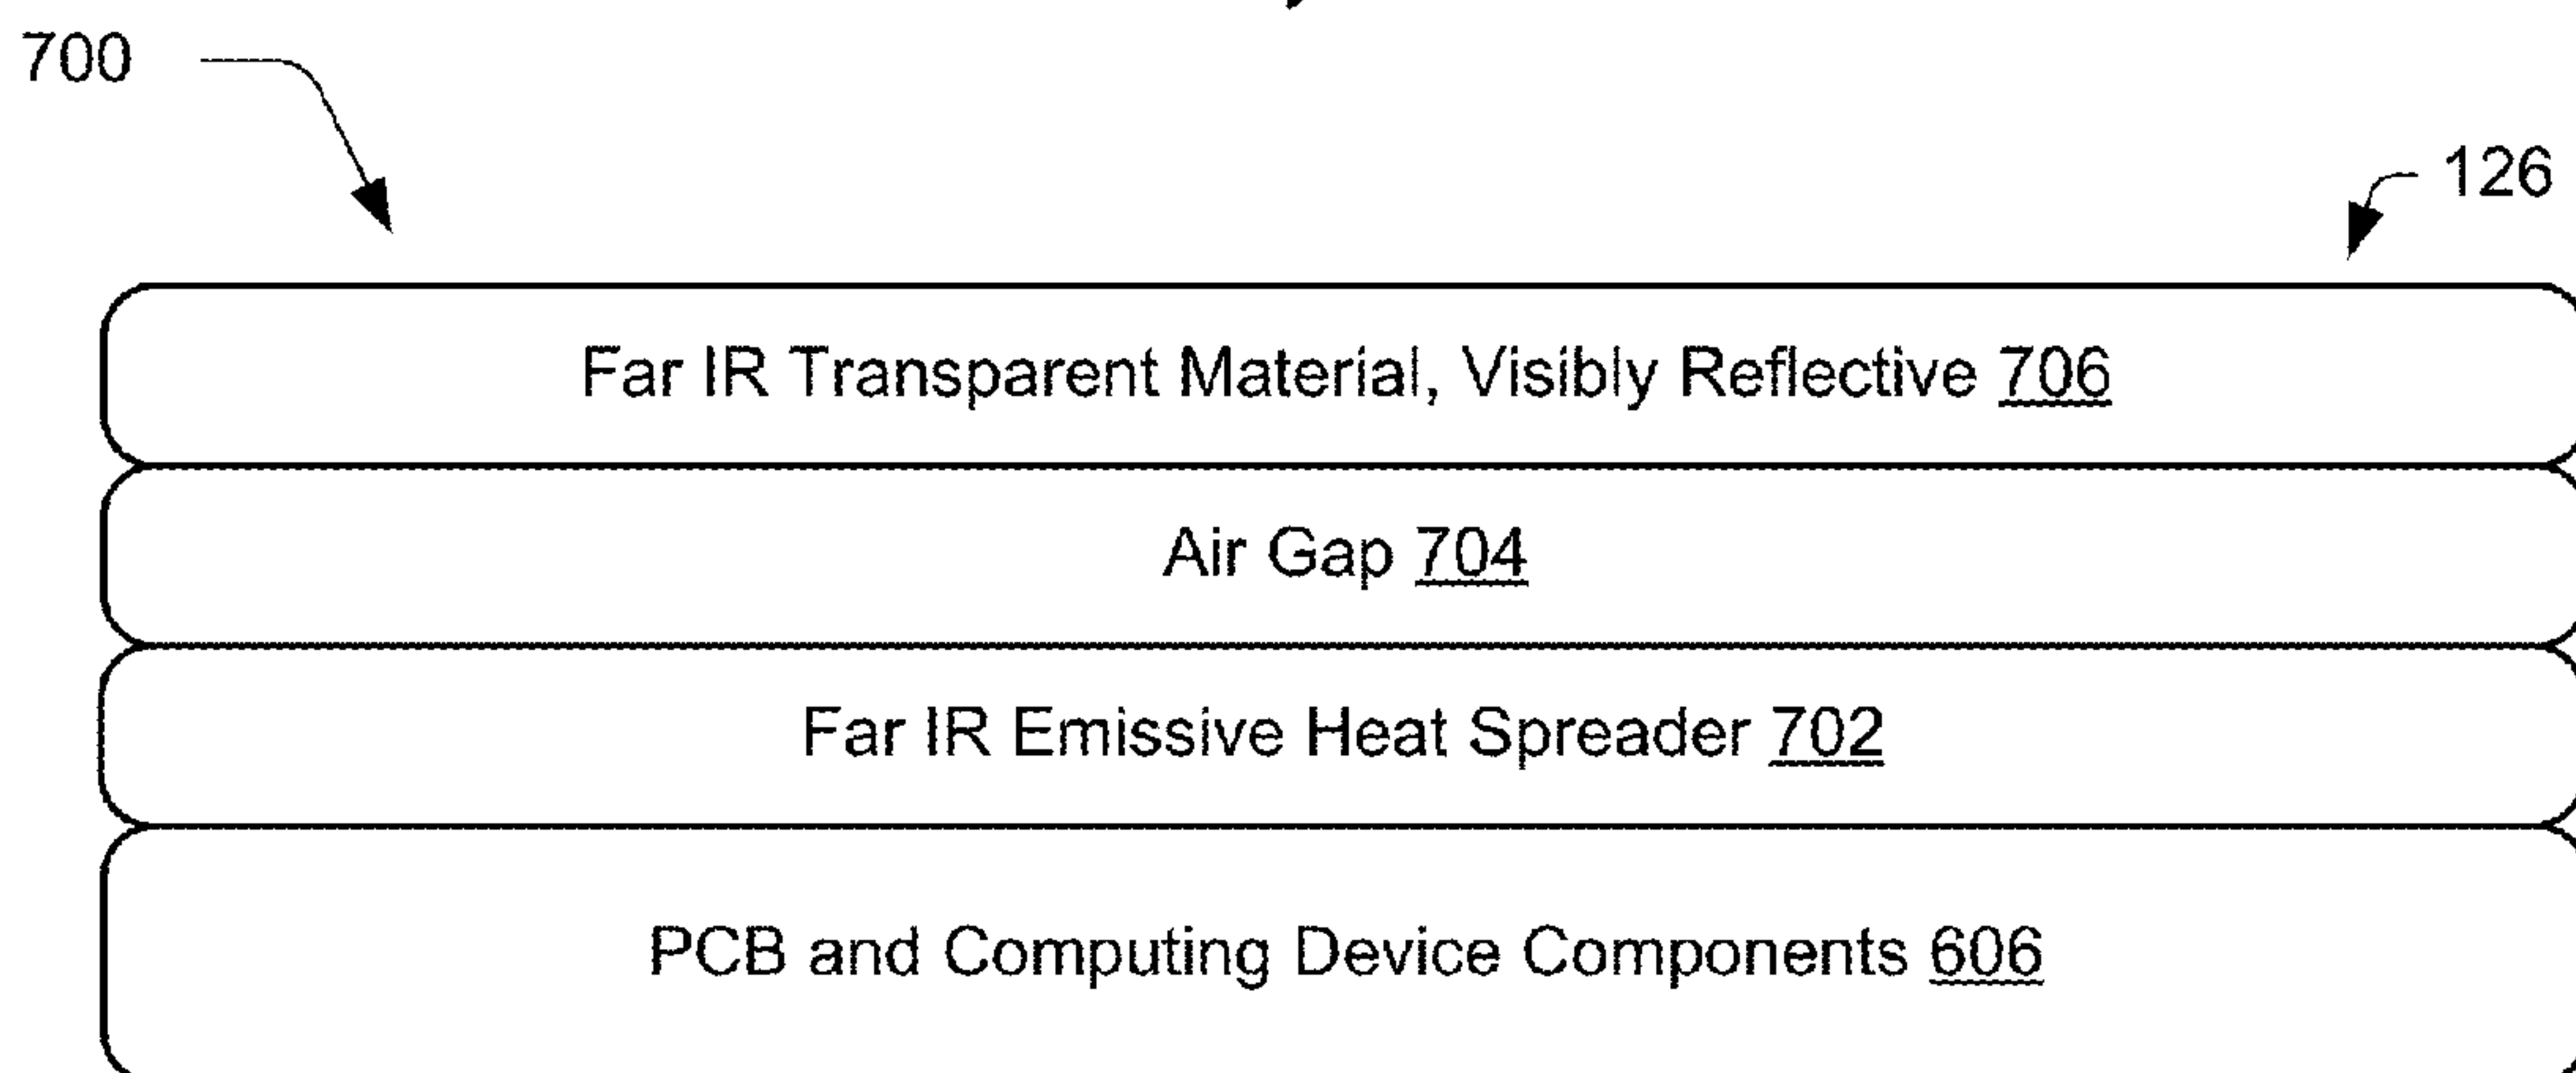 700
126
Far IR Transparent Material, Visibly Reflective 706
Air Gap 704
Far IR Emissive Heat Spreader 702
PCB and Computing Device Components 606